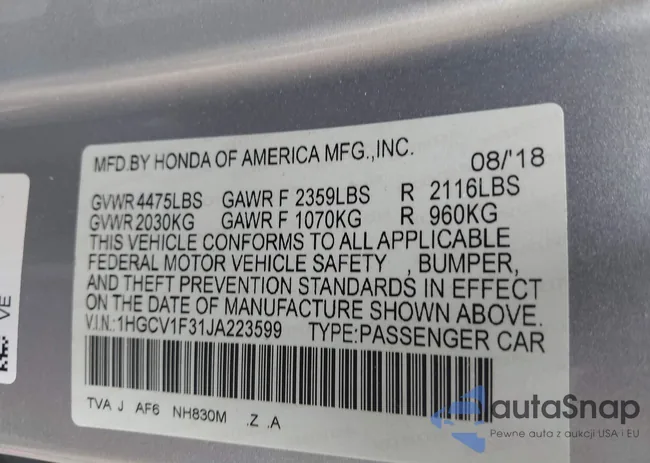 MFD.BY HONDA OF AMERICA MFG.,INC. 08/'18
GVWR 4475LBS GAWR F 2359LBS R 2116LBS
GVWR 2030KG GAWR F 1070KG R 960KG
THIS VEHICLE CONFORMS TO ALL APPLICABLE
FEDERAL MOTOR VEHICLE SAFETY , BUMPER,
AND THEFT PREVENTION STANDARDS IN EFFECT
ON THE DATE OF MANUFACTURE SHOWN ABOVE.
V.I.N.:1HGCV1F31JA223599 TYPE:PASSENGER CAR
TVA J AF6 NH830M .Z .A
VE
autaSnap
Pewne auta z aukcji USA i EU